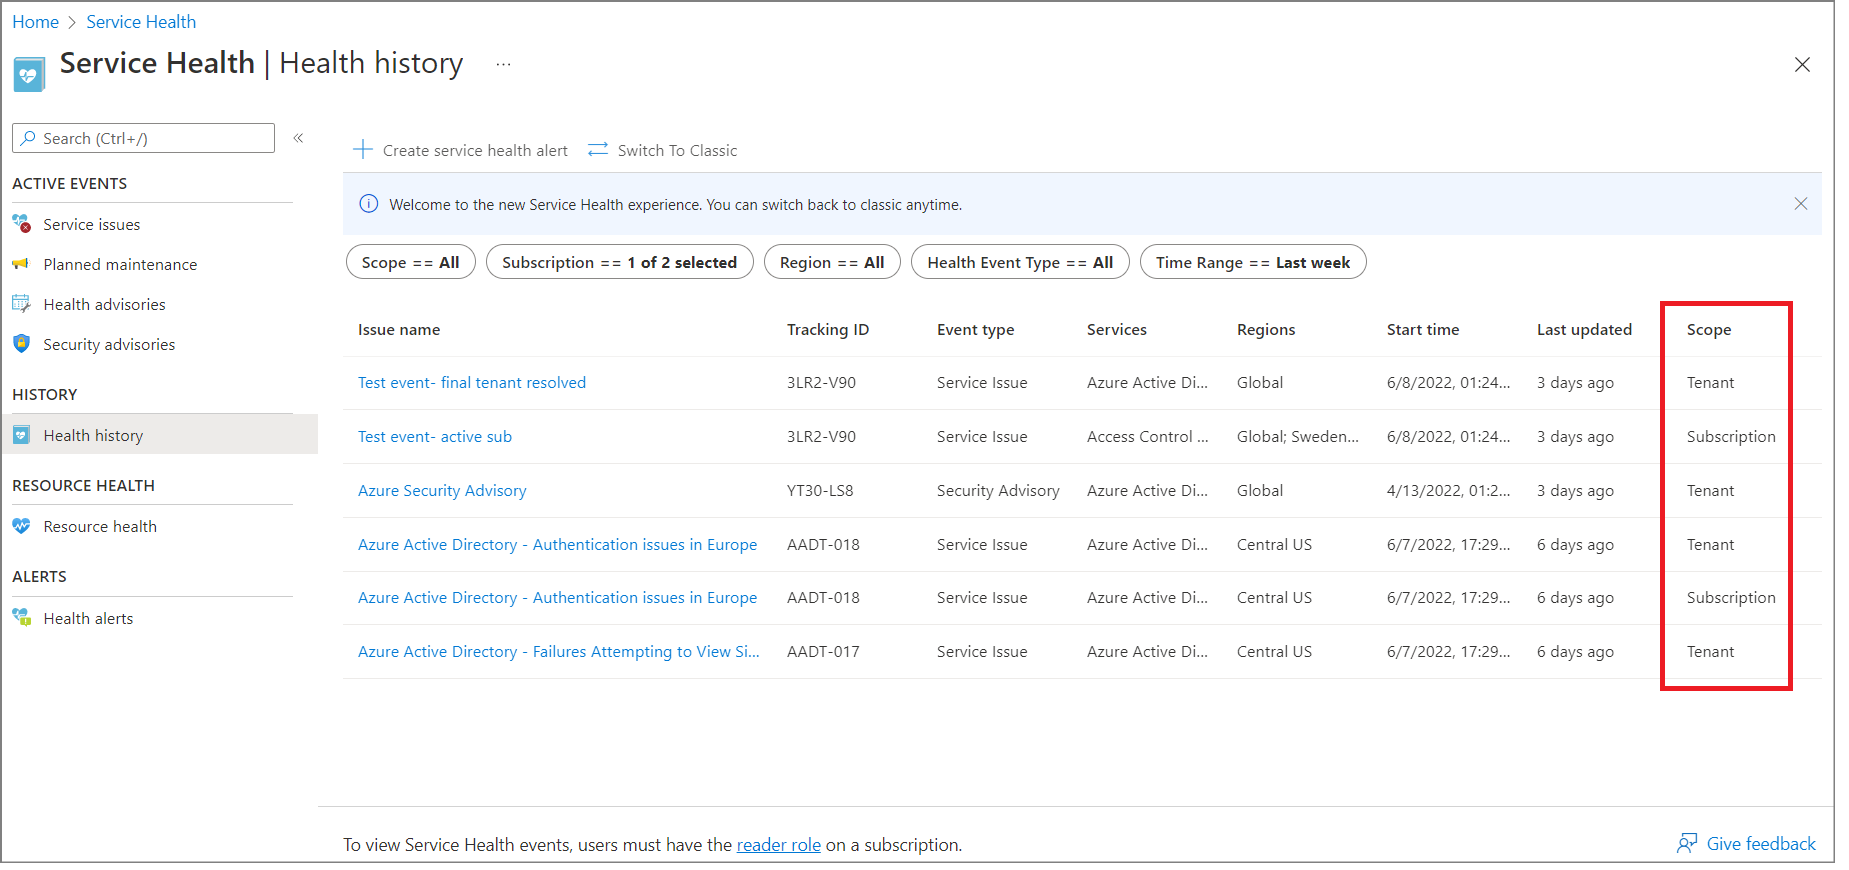 Home > Service Health
Service Health | Health history ...
Search (Ctrl+/) «
ACTIVE EVENTS
Service issues
Planned maintenance
Health advisories
Security advisories
HISTORY
Health history
RESOURCE HEALTH
Resource health
ALERTS
Health alerts
Create service health alert Switch To Classic
Welcome to the new Service Health experience. You can switch back to classic anytime.
Scope == All Subscription == 1 of 2 selected Region == All Health Event Type == All Time Range == Last week
Issue name Tracking ID Event type Services Regions Start time Last updated Scope
Test event- final tenant resolved 3LR2-V90 Service Issue Azure Active Di... Global 6/8/2022, 01:24... 3 days ago Tenant
Test event- active sub 3LR2-V90 Service Issue Access Control ... Global; Sweden... 6/8/2022, 01:24... 3 days ago Subscription
Azure Security Advisory YT30-LS8 Security Advisory Azure Active Di... Global 4/13/2022, 01:2... 3 days ago Tenant
Azure Active Directory - Authentication issues in Europe AADT-018 Service Issue Azure Active Di... Central US 6/7/2022, 17:29... 6 days ago Tenant
Azure Active Directory - Authentication issues in Europe AADT-018 Service Issue Azure Active Di... Central US 6/7/2022, 17:29... 6 days ago Subscription
Azure Active Directory - Failures Attempting to View Si... AADT-017 Service Issue Azure Active Di... Central US 6/7/2022, 17:29... 6 days ago Tenant
To view Service Health events, users must have the reader role on a subscription.
Give feedback